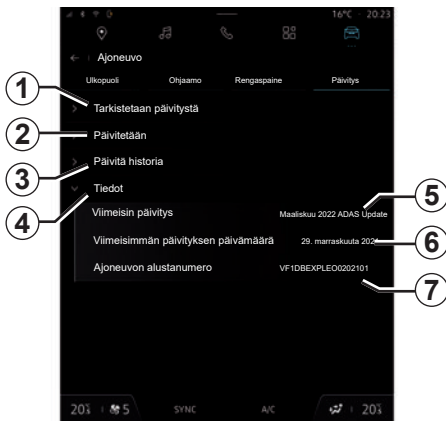 16°C 20:23
Ajoneuvo
Ulkopuoli Ohjaamo Rengaspaine Päivitys
1 Tarkistetaan päivitystä
2 Päivitetään
3 Päivitä historia
4 Tiedot
Viimeisin päivitys Maaliskuu 2022 ADAS Update 5
Viimeisimmän päivityksen päivämäärä 29. marraskuuta 6
Ajoneuvon alustanumero VF1DBEXPLEO0202101 7
5 SYNC A/C